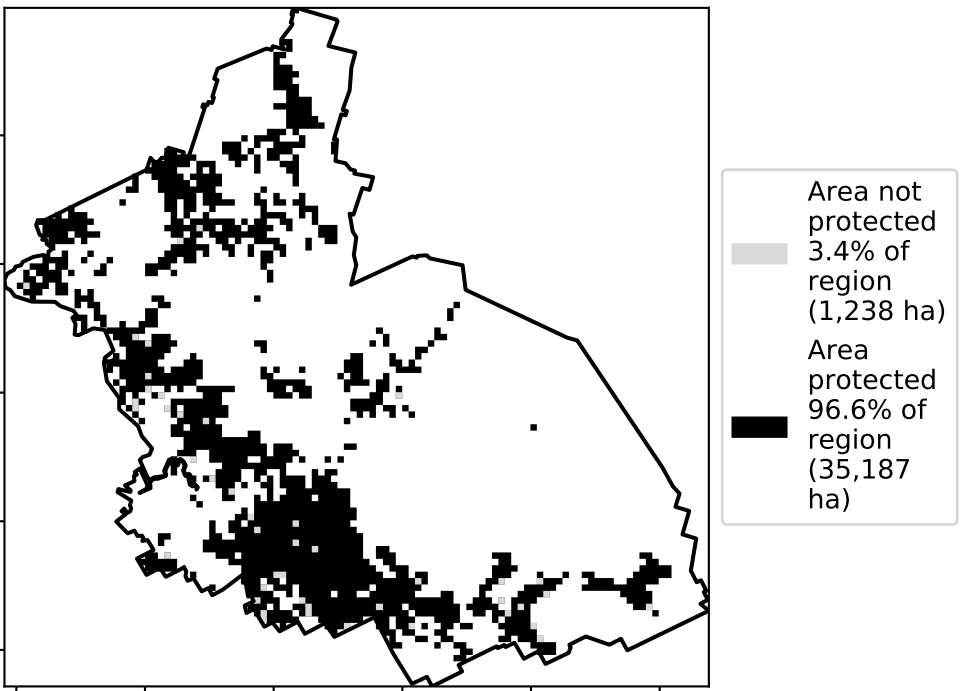 Area not
protected
3.4% of
region
(1,238 ha)
Area
protected
96.6% of
region
(35,187
ha)